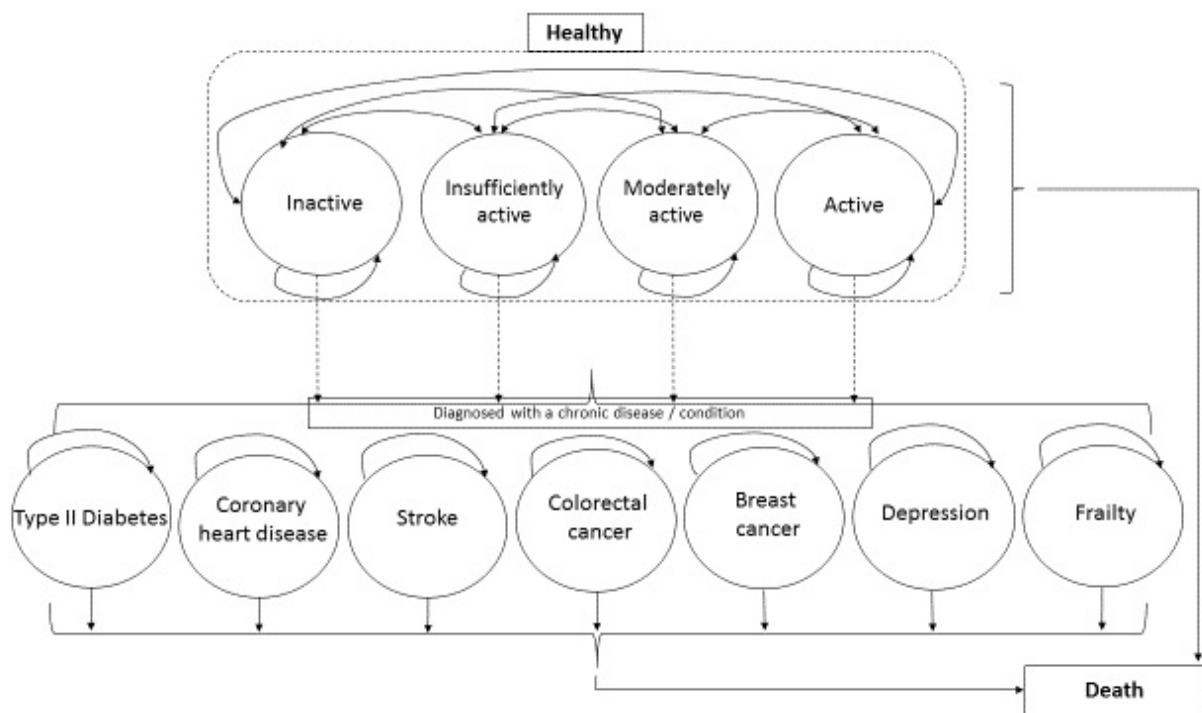 Healthy
Inactive
Insufficiently
active
Moderately
active
Active
Diagnosed with a chronic disease / condition
Type II Diabetes
Coronary
heart disease
Stroke
Colorectal
cancer
Breast
cancer
Depression
Frailty
Death